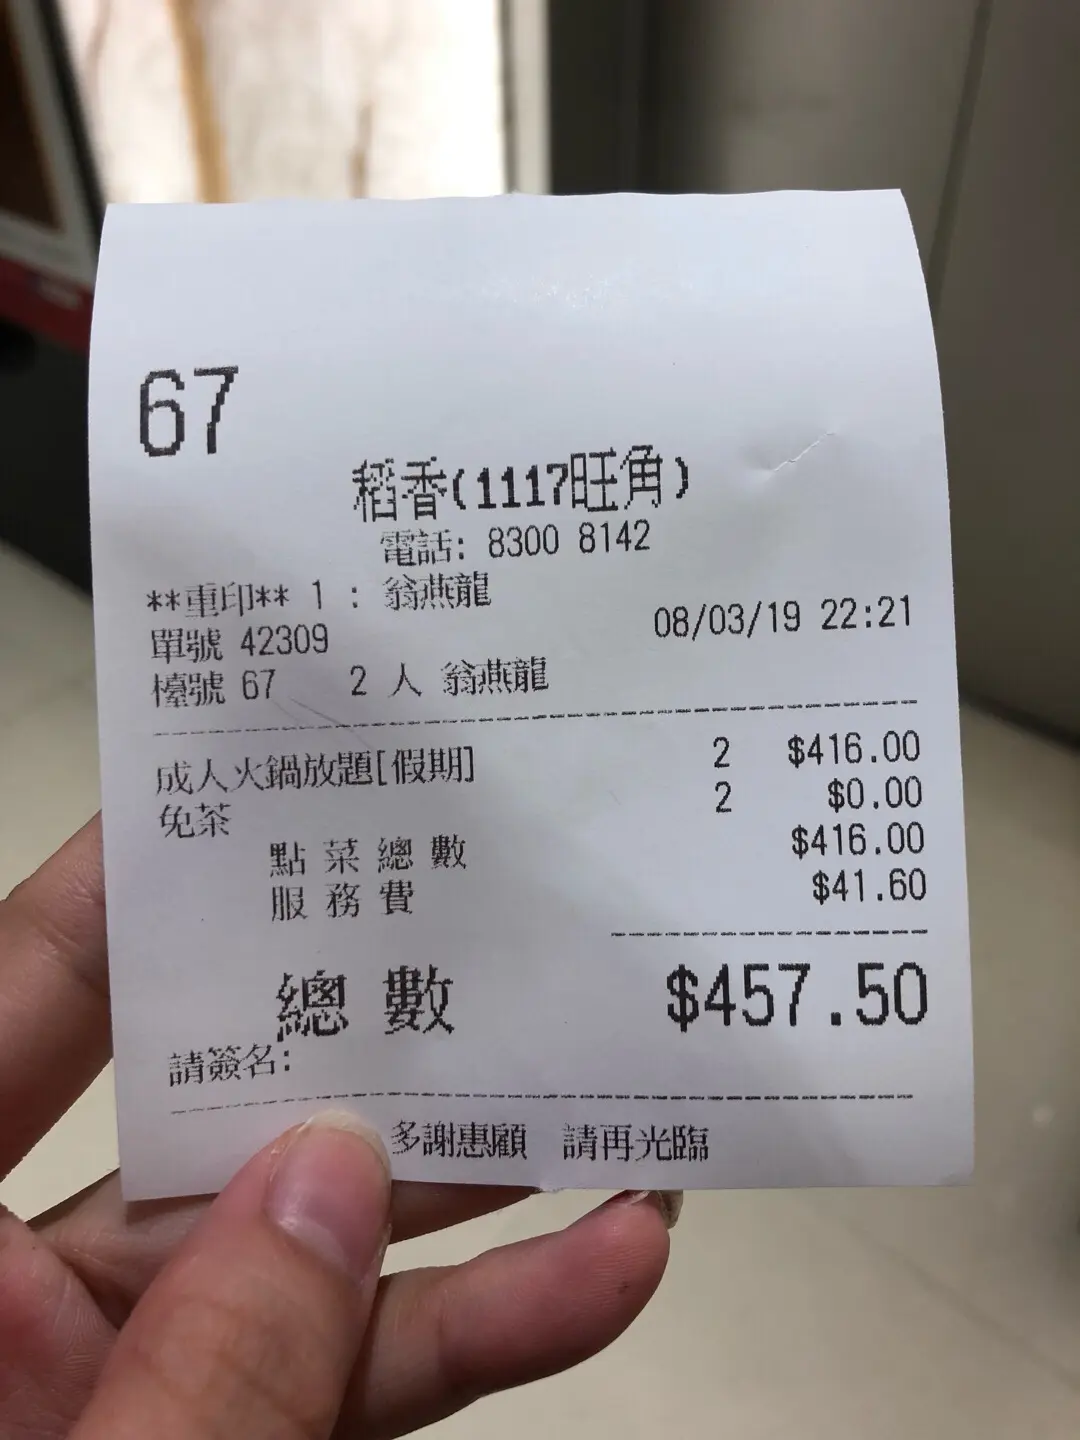 67
稻香(1117旺角)
電話: 8300 8142
**重印** 1 : 翁燕龍
單號 42309 08/03/19 22:21
檯號 67 2 人 翁燕龍
成人火鍋放題[假期] 2 $416.00
免茶 2 $0.00
點菜總數 $416.00
服務費 $41.60
總數 $457.50
請簽名:
多謝惠顧 請再光臨